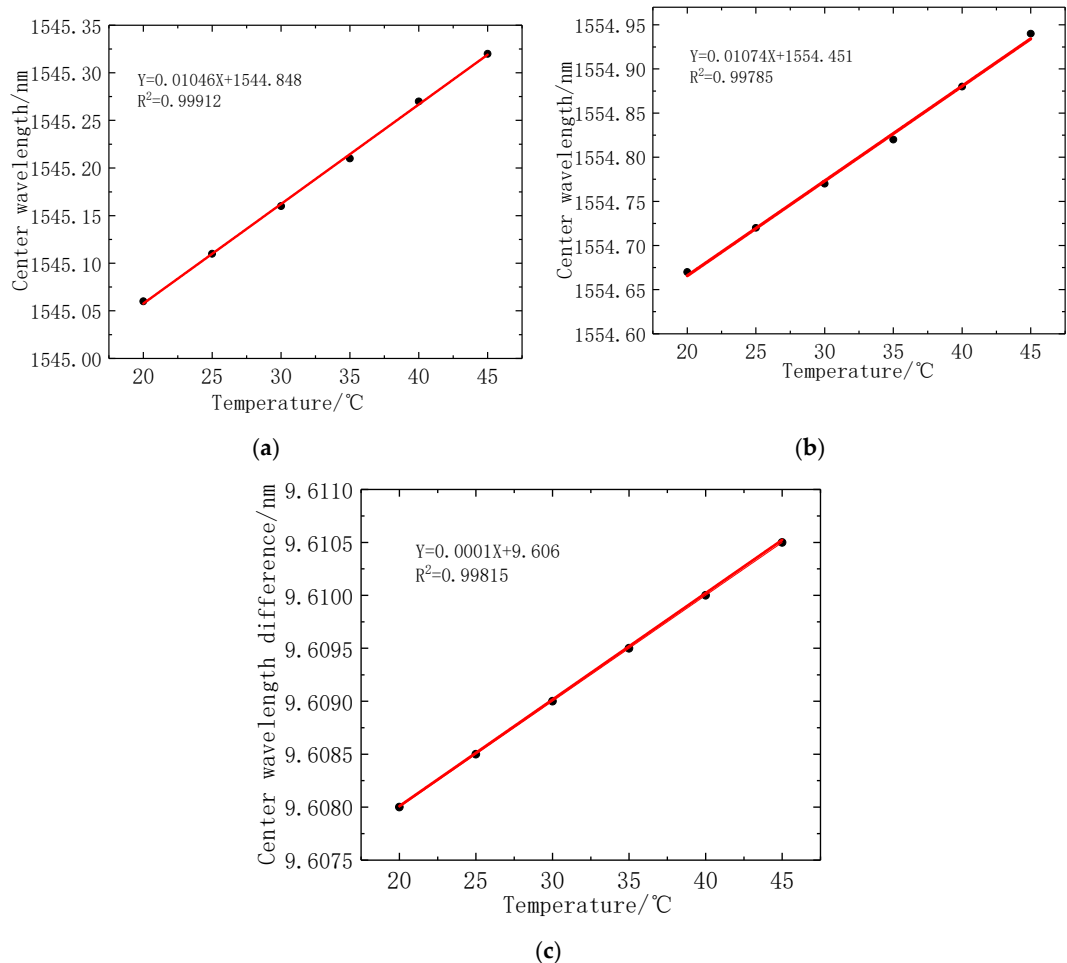 1545.35
1545.30
1545.25
1545.20
1545.15
1545.10
1545.05
1545.00
Center wavelength/nm
Y=0.01046X+1544.848
R²=0.99912
20 25 30 35 40 45
Temperature/℃
(a)
1554.95
1554.90
1554.85
1554.80
1554.75
1554.70
1554.65
1554.60
Center wavelength/nm
Y=0.01074X+1554.451
R²=0.99785
20 25 30 35 40 45
Temperature/℃
(b)
9.6110
9.6105
9.6100
9.6095
9.6090
9.6085
9.6080
9.6075
Center wavelength difference/nm
Y=0.0001X+9.606
R²=0.99815
20 25 30 35 40 45
Temperature/℃
(c)